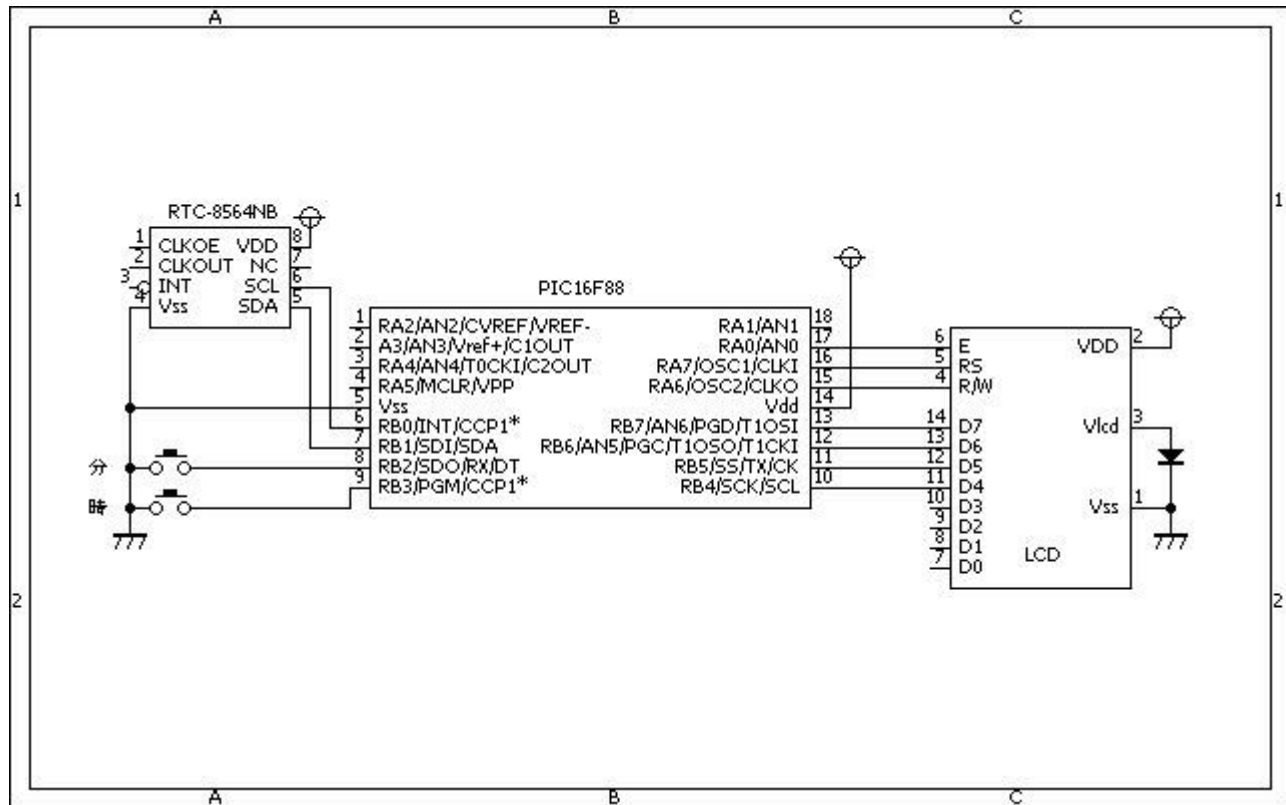 A B C
1 1
RTC-8564NB
1 CLKOE VDD 8
2 CLKOUT NC 7
3 INT SCL 6
4 Vss SDA 5
PIC16F88
1 RA2/AN2/CVREF/VREF- RA1/AN1 18
2 A3/AN3/Vref+/C1OUT RA0/AN0 17
3 RA4/AN4/T0CKI/C2OUT RA7/OSC1/CLKI 16
4 RA5/MCLR/VPP RA6/OSC2/CLKO 15
5 Vss Vdd 14
6 RB0/INT/CCP1* RB7/AN6/PGD/T1OSI 13
7 RB1/SDI/SDA RB6/AN5/PGC/T1OSO/T1CKI 12
8 RB2/SDO/RX/DT RB5/SS/TX/CK 11
9 RB3/PGM/CCP1* RB4/SCK/SCL 10
分
時
6 E VDD 2
5 RS
4 R/W
14 D7 Vlcd 3
13 D6
12 D5
11 D4
10 D3 Vss 1
9 D2
8 D1
7 D0
LCD
2 2
A B C